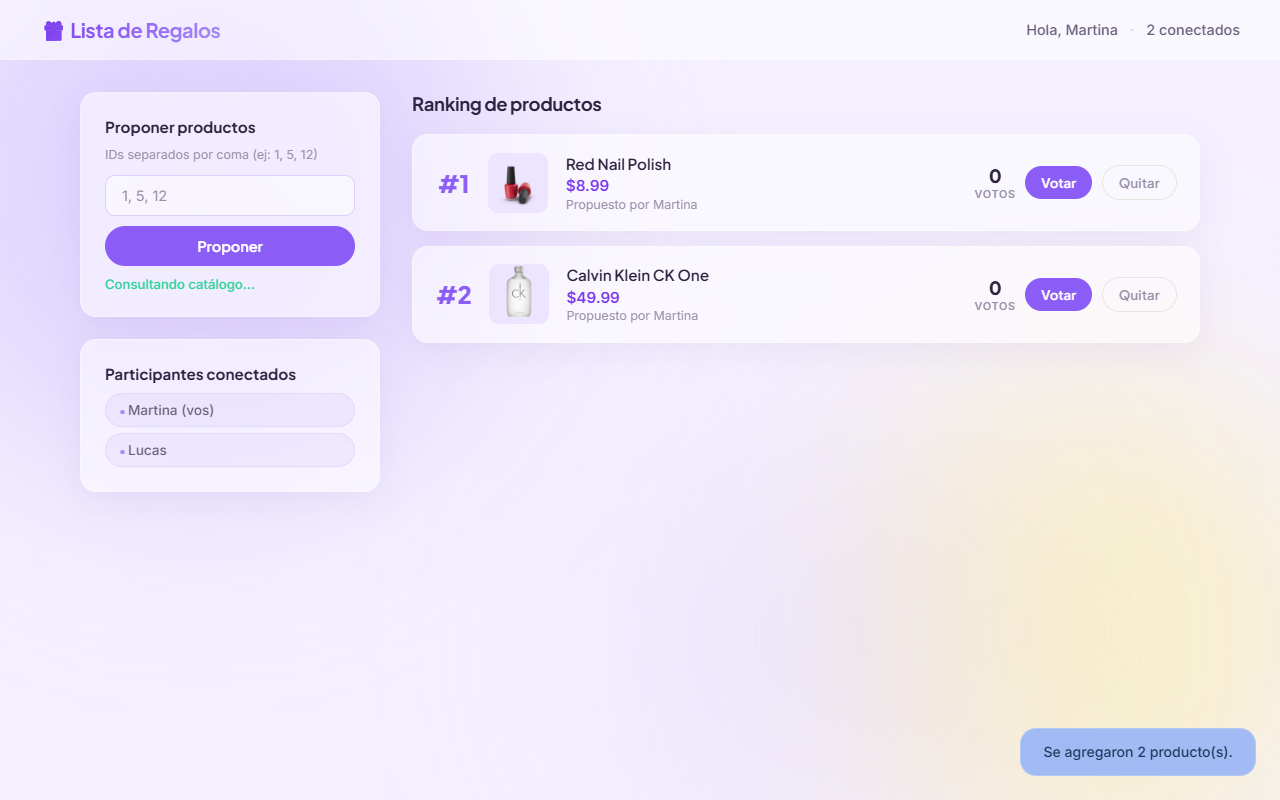 Lista de Regalos
Hola, Martina · 2 conectados
Proponer productos
IDs separados por coma (ej: 1, 5, 12)
1, 5, 12
Proponer
Consultando catálogo...
Participantes conectados
Martina (vos)
Lucas
Ranking de productos
#1
Red Nail Polish
$8.99
Propuesto por Martina
0
VOTOS
Votar
Quitar
#2
ck
Calvin Klein CK One
$49.99
Propuesto por Martina
0
VOTOS
Votar
Quitar
Se agregaron 2 producto(s).